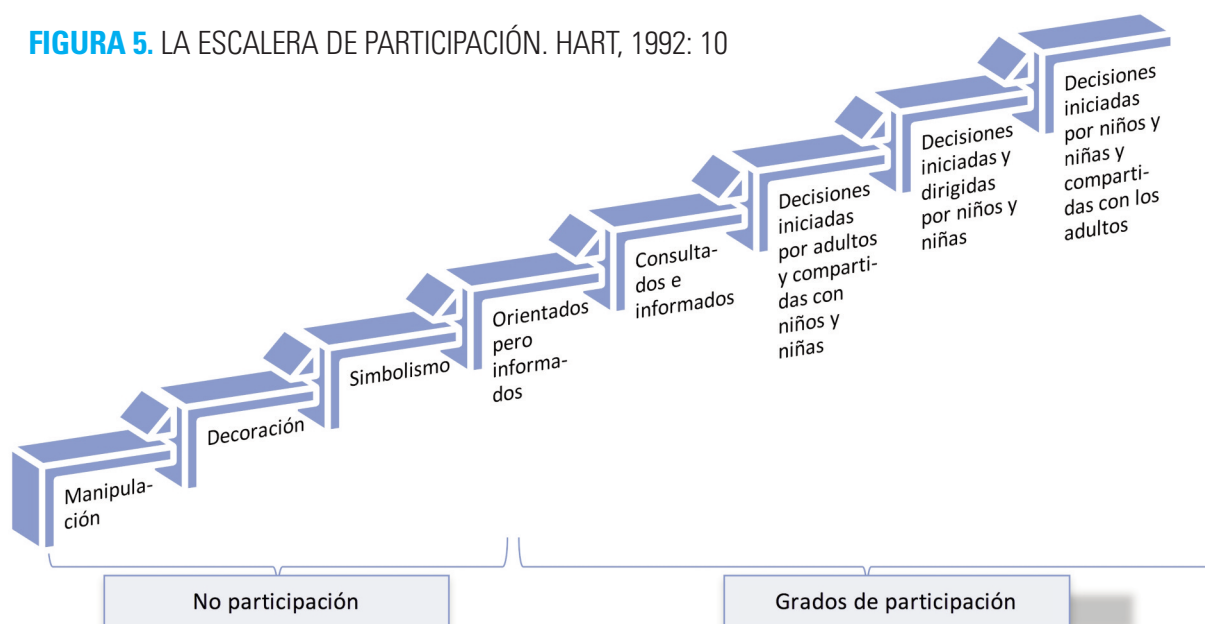 FIGURA 5. LA ESCALERA DE PARTICIPACIÓN. HART, 1992: 10
Manipula-
ción
Decoración
Simbolismo
Orientados
pero
informa-
dos
Consulta-
dos e
informados
Decisiones
iniciadas
por adultos
y comparti-
das con
niños y
niñas
Decisiones
iniciadas y
dirigidas
por niños y
niñas
Decisiones
iniciadas
por niños y
niñas y
comparti-
das con los
adultos
No participación
Grados de participación